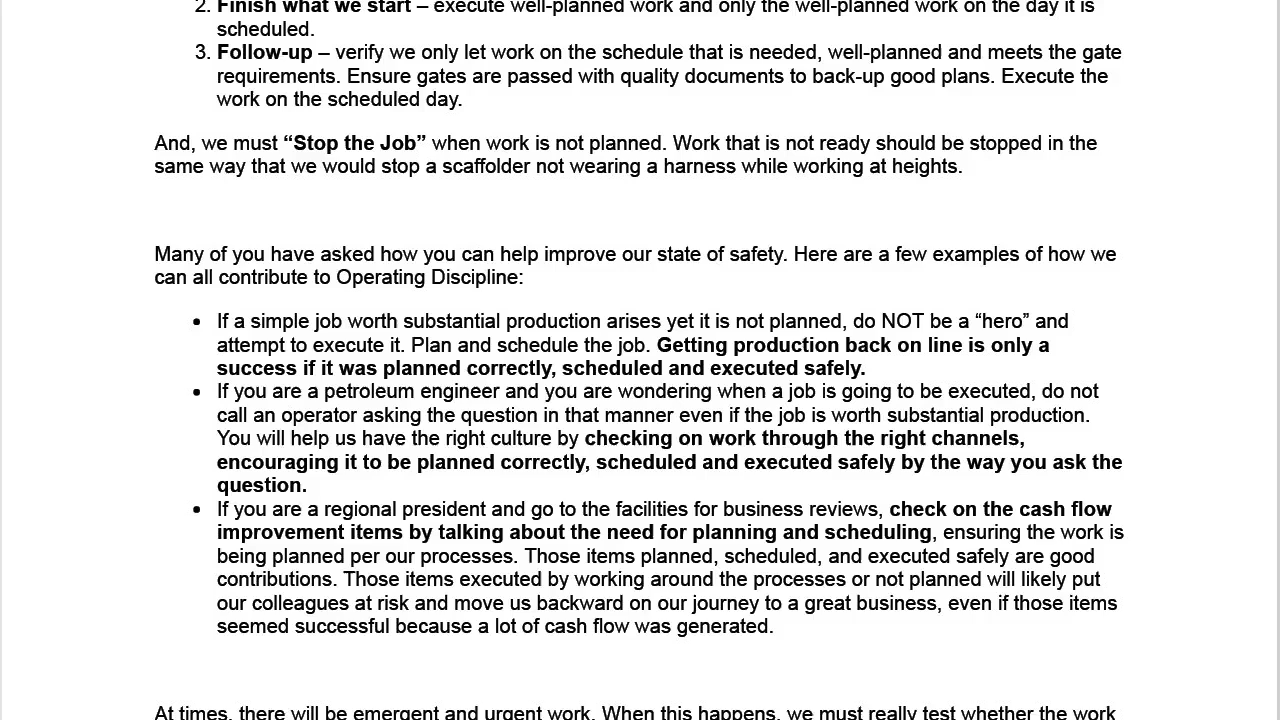 2. Finish what we start – execute well-planned work and only the well-planned work on the day it is
scheduled.
3. Follow-up – verify we only let work on the schedule that is needed, well-planned and meets the gate
requirements. Ensure gates are passed with quality documents to back-up good plans. Execute the
work on the scheduled day.
And, we must “Stop the Job” when work is not planned. Work that is not ready should be stopped in the
same way that we would stop a scaffolder not wearing a harness while working at heights.
Many of you have asked how you can help improve our state of safety. Here are a few examples of how we
can all contribute to Operating Discipline:
• If a simple job worth substantial production arises yet it is not planned, do NOT be a “hero” and
attempt to execute it. Plan and schedule the job. Getting production back on line is only a
success if it was planned correctly, scheduled and executed safely.
• If you are a petroleum engineer and you are wondering when a job is going to be executed, do not
call an operator asking the question in that manner even if the job is worth substantial production.
You will help us have the right culture by checking on work through the right channels,
encouraging it to be planned correctly, scheduled and executed safely by the way you ask the
question.
• If you are a regional president and go to the facilities for business reviews, check on the cash flow
improvement items by talking about the need for planning and scheduling, ensuring the work is
being planned per our processes. Those items planned, scheduled, and executed safely are good
contributions. Those items executed by working around the processes or not planned will likely put
our colleagues at risk and move us backward on our journey to a great business, even if those items
seemed successful because a lot of cash flow was generated.
At times, there will be emergent and urgent work. When this happens, we must really test whether the work